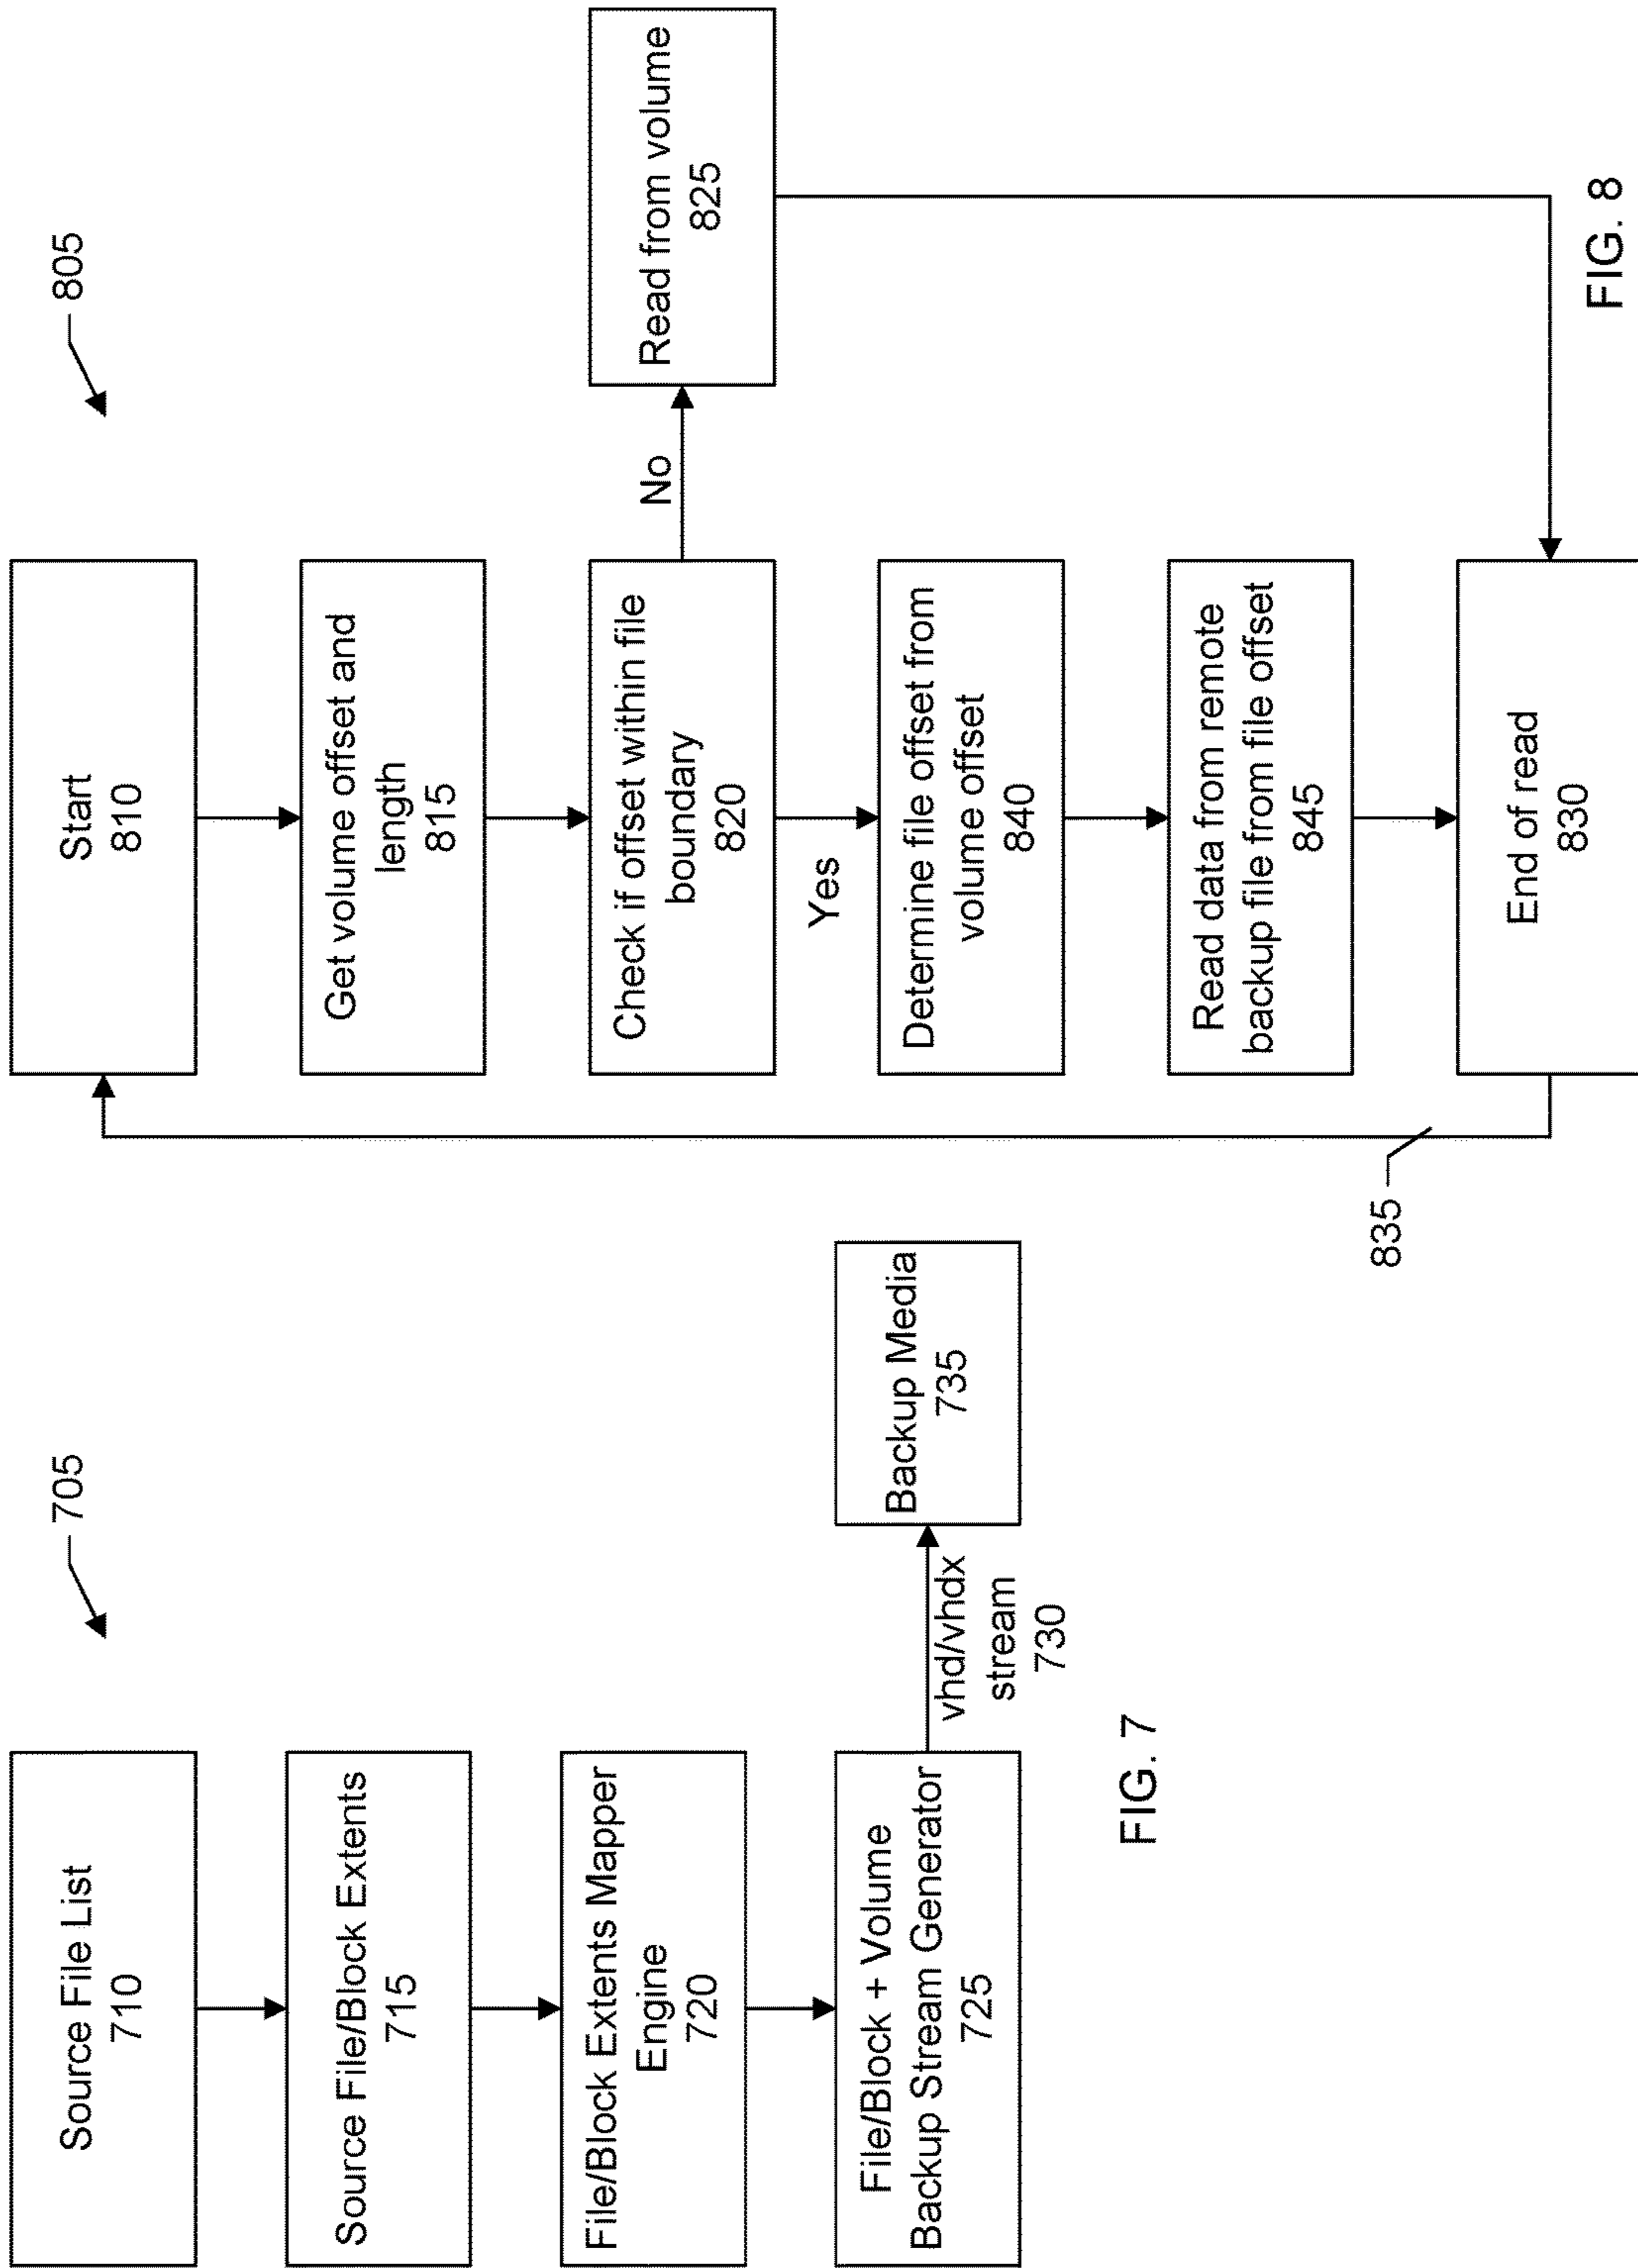 705
Source File List
710
Source File/Block Extents
715
File/Block Extents Mapper
Engine
720
File/Block + Volume
Backup Stream Generator
725
vhd/vhdx
stream
730
Backup Media
735
FIG. 7
805
Start
810
Get volume offset and
length
815
Check if offset within file
boundary
820
No
Read from volume
825
Yes
Determine file offset from
volume offset
840
Read data from remote
backup file from file offset
845
End of read
830
835
FIG. 8